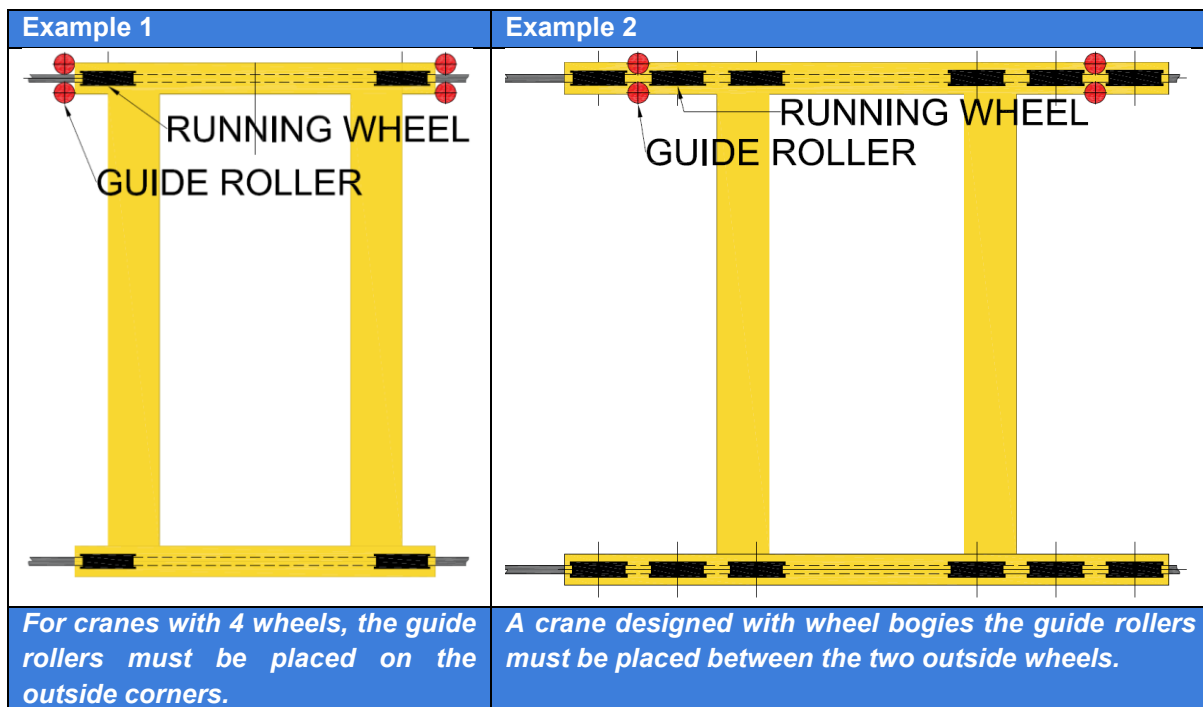 Example 1
RUNNING WHEEL
GUIDE ROLLER
For cranes with 4 wheels, the guide
rollers must be placed on the
outside corners.
Example 2
RUNNING WHEEL
GUIDE ROLLER
A crane designed with wheel bogies the guide rollers
must be placed between the two outside wheels.